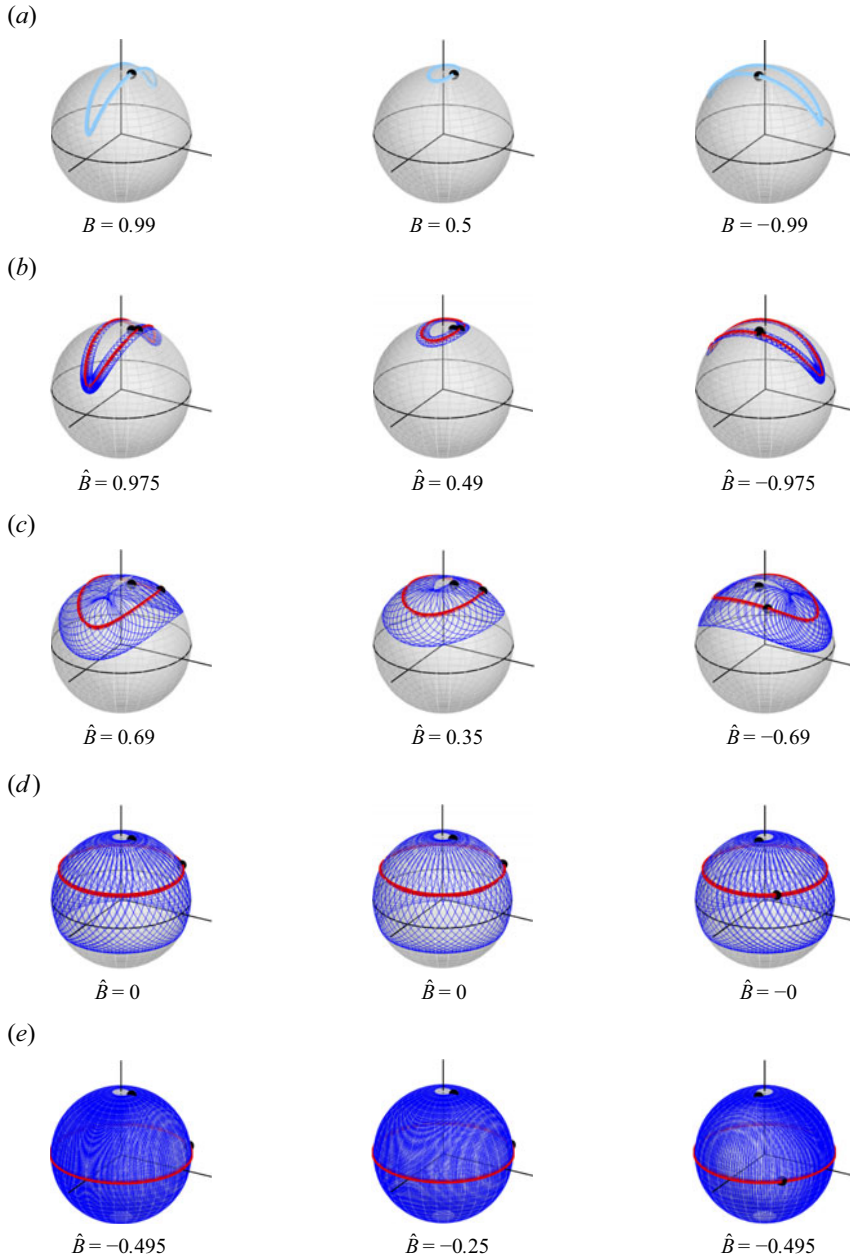 (a)
B = 0.99 B = 0.5 B = −0.99
(b)
B̂ = 0.975 B̂ = 0.49 B̂ = −0.975
(c)
B̂ = 0.69 B̂ = 0.35 B̂ = −0.69
(d)
B̂ = 0 B̂ = 0 B̂ = −0
(e)
B̂ = −0.495 B̂ = −0.25 B̂ = −0.495